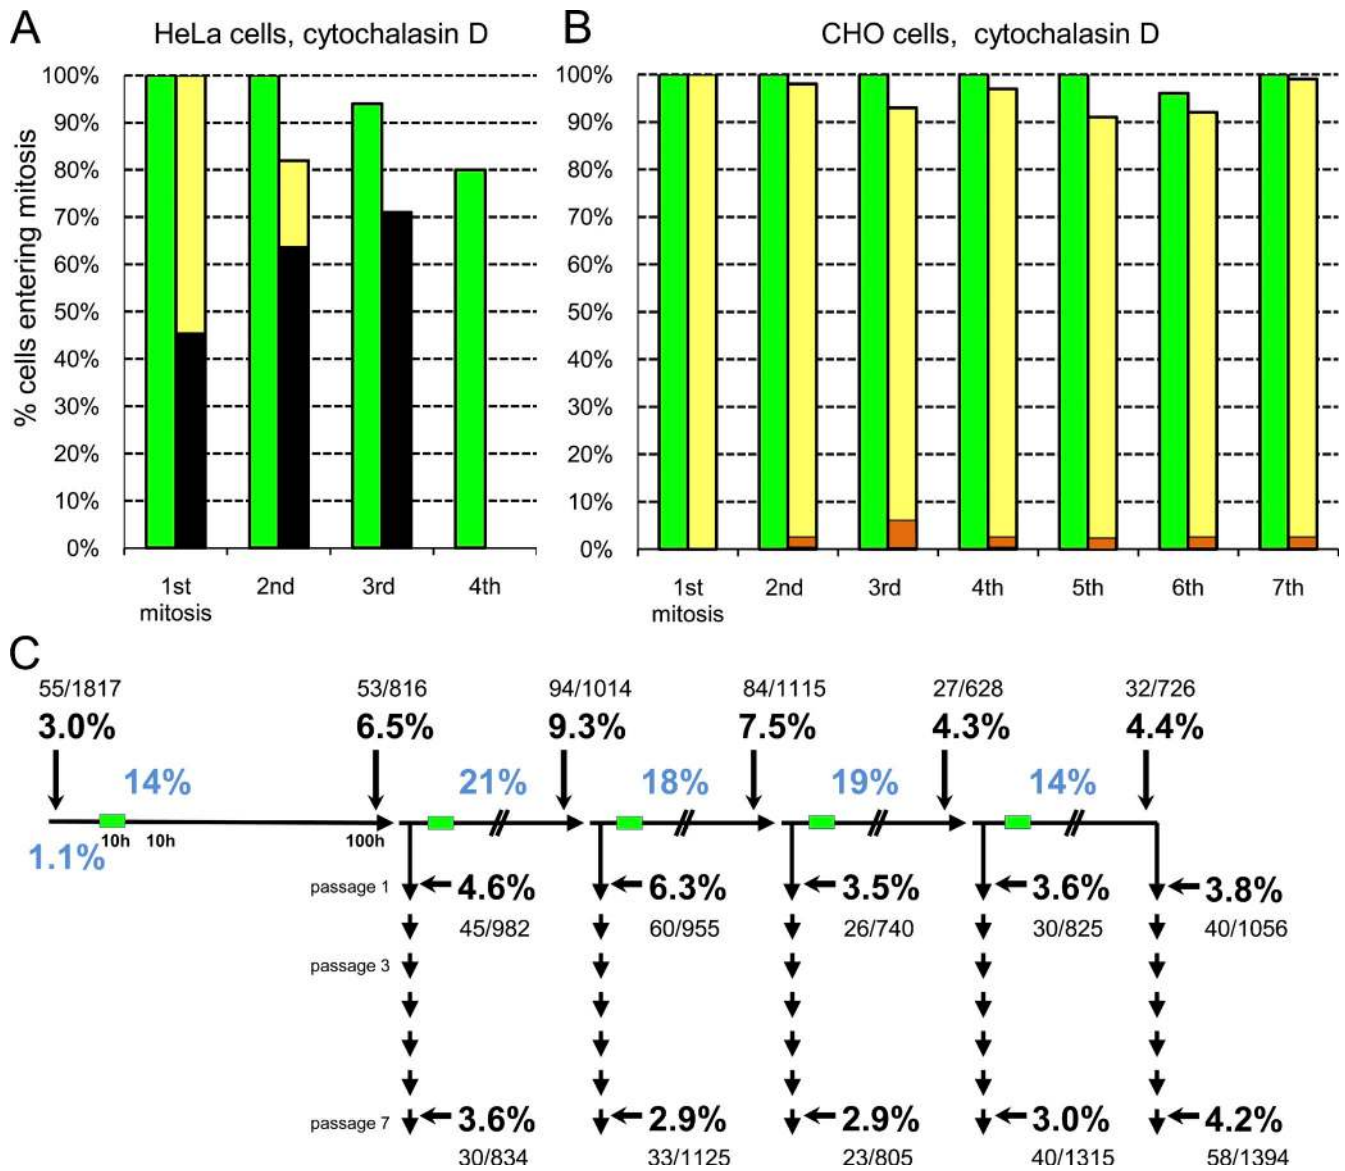 A HeLa cells, cytochalasin D
% cells entering mitosis
100%
90%
80%
70%
60%
50%
40%
30%
20%
10%
0%
1st mitosis 2nd 3rd 4th
B CHO cells, cytochalasin D
100%
90%
80%
70%
60%
50%
40%
30%
20%
10%
0%
1st mitosis 2nd 3rd 4th 5th 6th 7th
C
55/1817 53/816 94/1014 84/1115 27/628 32/726
3.0% 6.5% 9.3% 7.5% 4.3% 4.4%
14% 21% 18% 19% 14%
1.1% 10h 10h 100h
passage 1 4.6% 6.3% 3.5% 3.6% 3.8%
45/982 60/955 26/740 30/825 40/1056
passage 3
passage 7 3.6% 2.9% 2.9% 3.0% 4.2%
30/834 33/1125 23/805 40/1315 58/1394